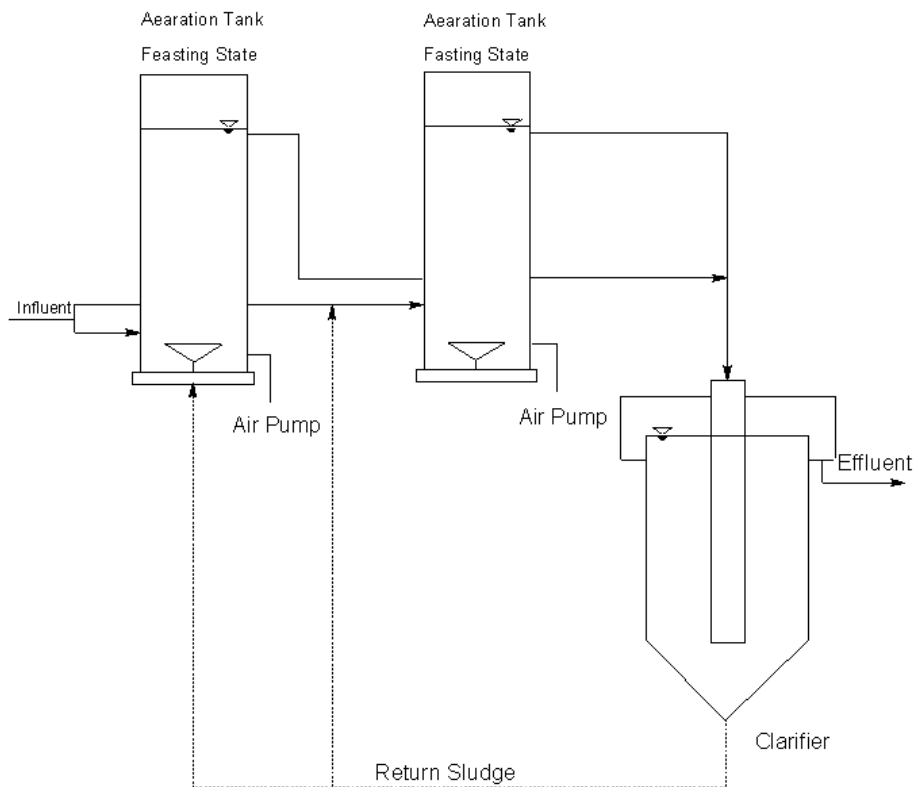 Aearation Tank
Feasting State
Aearation Tank
Fasting State
Influent
Air Pump
Air Pump
Effluent
Clarifier
Return Sludge